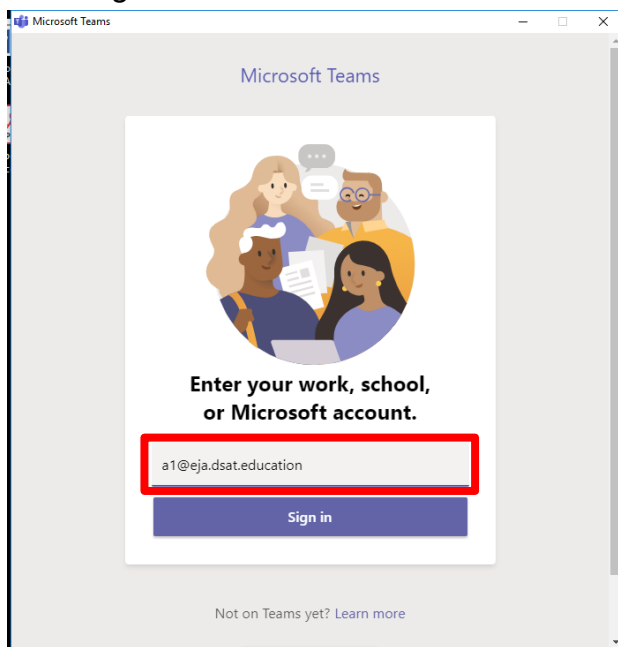 Microsoft Teams
Microsoft Teams
Enter your work, school,
or Microsoft account.
a1@eja.dsat.education
Sign in
Not on Teams yet? Learn more